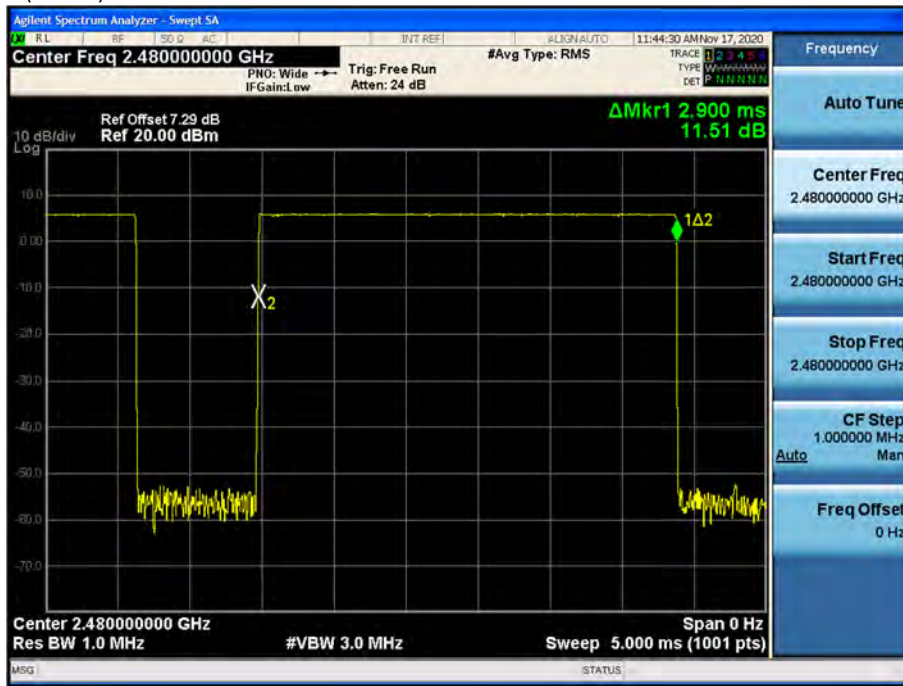 Agilent Spectrum Analyzer - Swept SA
LXI RL RF 50 Ω AC INT REF ALIGNAUTO 11:44:30 AM Nov 17, 2020
Center Freq 2.480000000 GHz
#Avg Type: RMS
TRACE 1 2 3 4 5 6
TYPE WWWWWW
DET P N N N N N
PNO: Wide
IFGain:Low
Trig: Free Run
Atten: 24 dB
Frequency
ΔMkr1 2.900 ms
11.51 dB
Ref Offset 7.29 dB
Ref 20.00 dBm
10 dB/div
Log
10.0
0.00
-10.0
-20.0
-30.0
-40.0
-50.0
-60.0
-70.0
1Δ2
2
Center 2.480000000 GHz
Span 0 Hz
Res BW 1.0 MHz
#VBW 3.0 MHz
Sweep 5.000 ms (1001 pts)
MSG
STATUS
Auto Tune
Center Freq
2.480000000 GHz
Start Freq
2.480000000 GHz
Stop Freq
2.480000000 GHz
CF Step
1.000000 MHz
Auto Man
Freq Offset
0 Hz